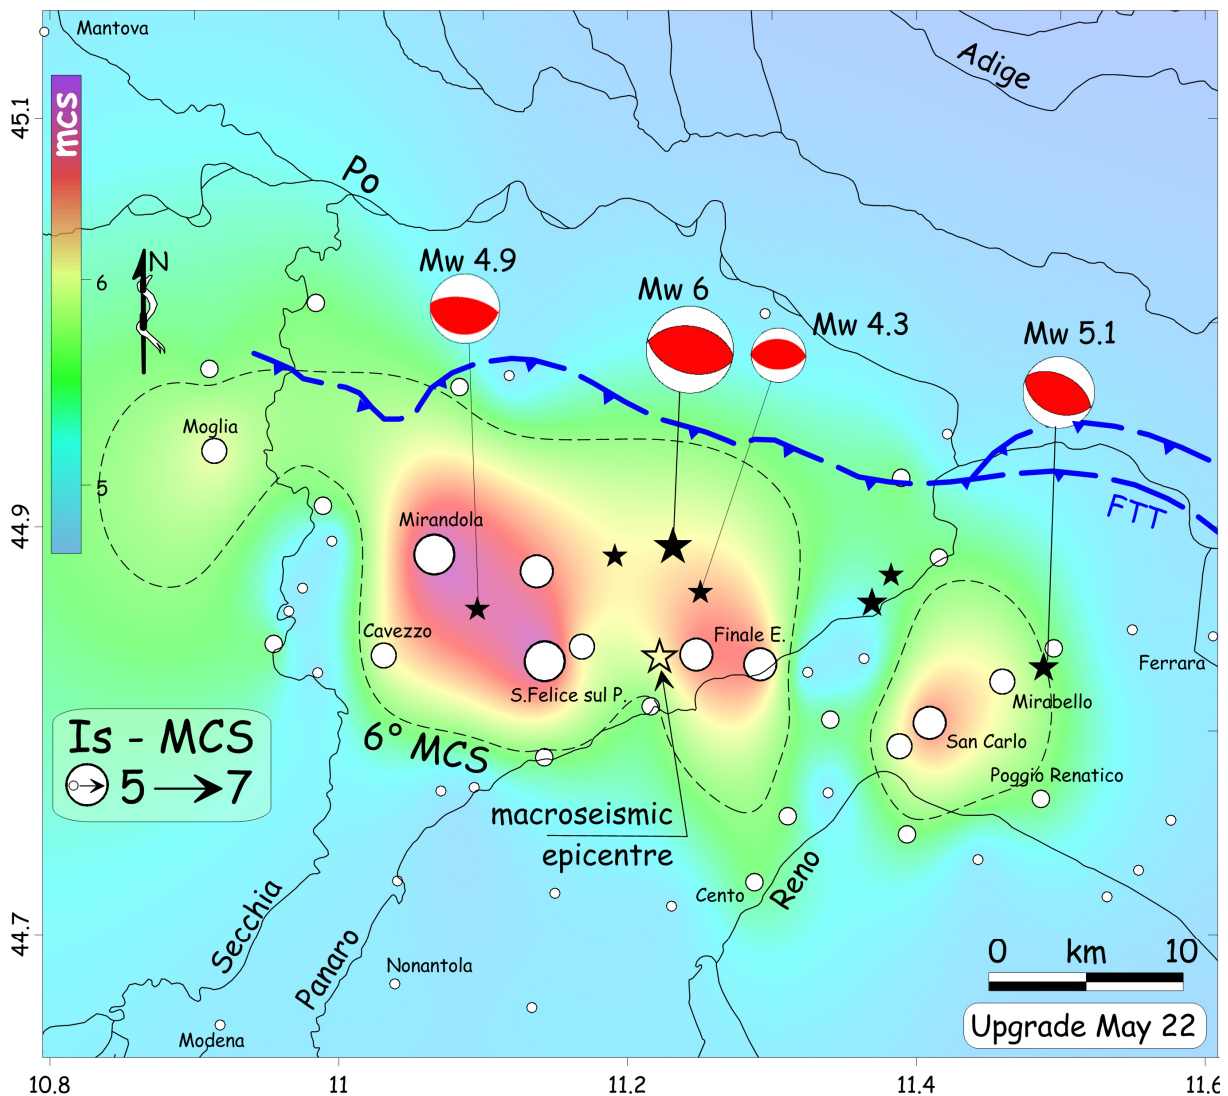 Mantova
Adige
mcs
45.1
Po
N
6
Mw 4.9
Mw 6
Mw 4.3
Mw 5.1
Moglia
5
44.9
Mirandola
FTT
Cavezzo
Finale E.
Ferrara
S.Felice sul P.
Mirabello
6° MCS
San Carlo
Is - MCS
5 7
Poggio Renatico
macroseismic
epicentre
Cento
Reno
Secchia
Panaro
44.7
Nonantola
0 km 10
Modena
Upgrade May 22
10.8 11 11.2 11.4 11.6